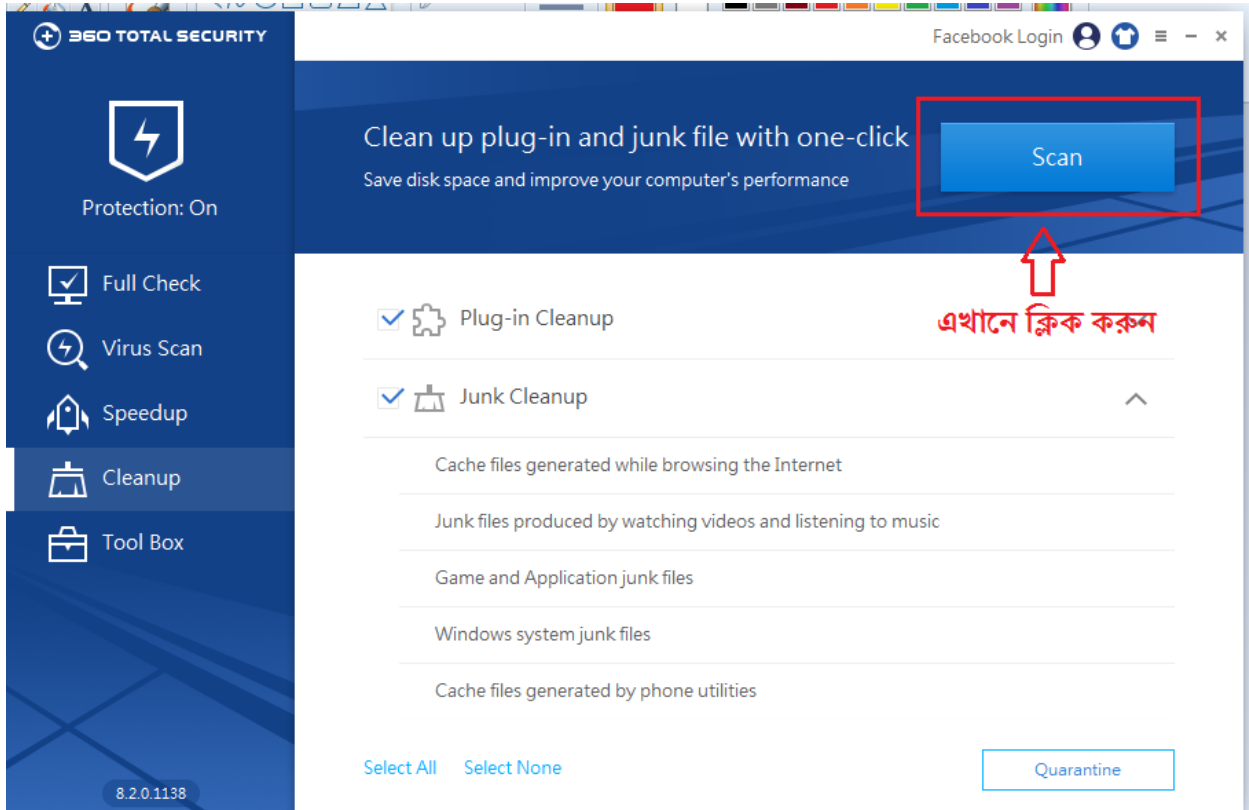 360 TOTAL SECURITY
Facebook Login
Protection: On
Full Check
Virus Scan
Speedup
Cleanup
Tool Box
8.2.0.1138
Clean up plug-in and junk file with one-click
Save disk space and improve your computer's performance
Scan
এখানে ক্লিক করুন
Plug-in Cleanup
Junk Cleanup
Cache files generated while browsing the Internet
Junk files produced by watching videos and listening to music
Game and Application junk files
Windows system junk files
Cache files generated by phone utilities
Select All Select None
Quarantine